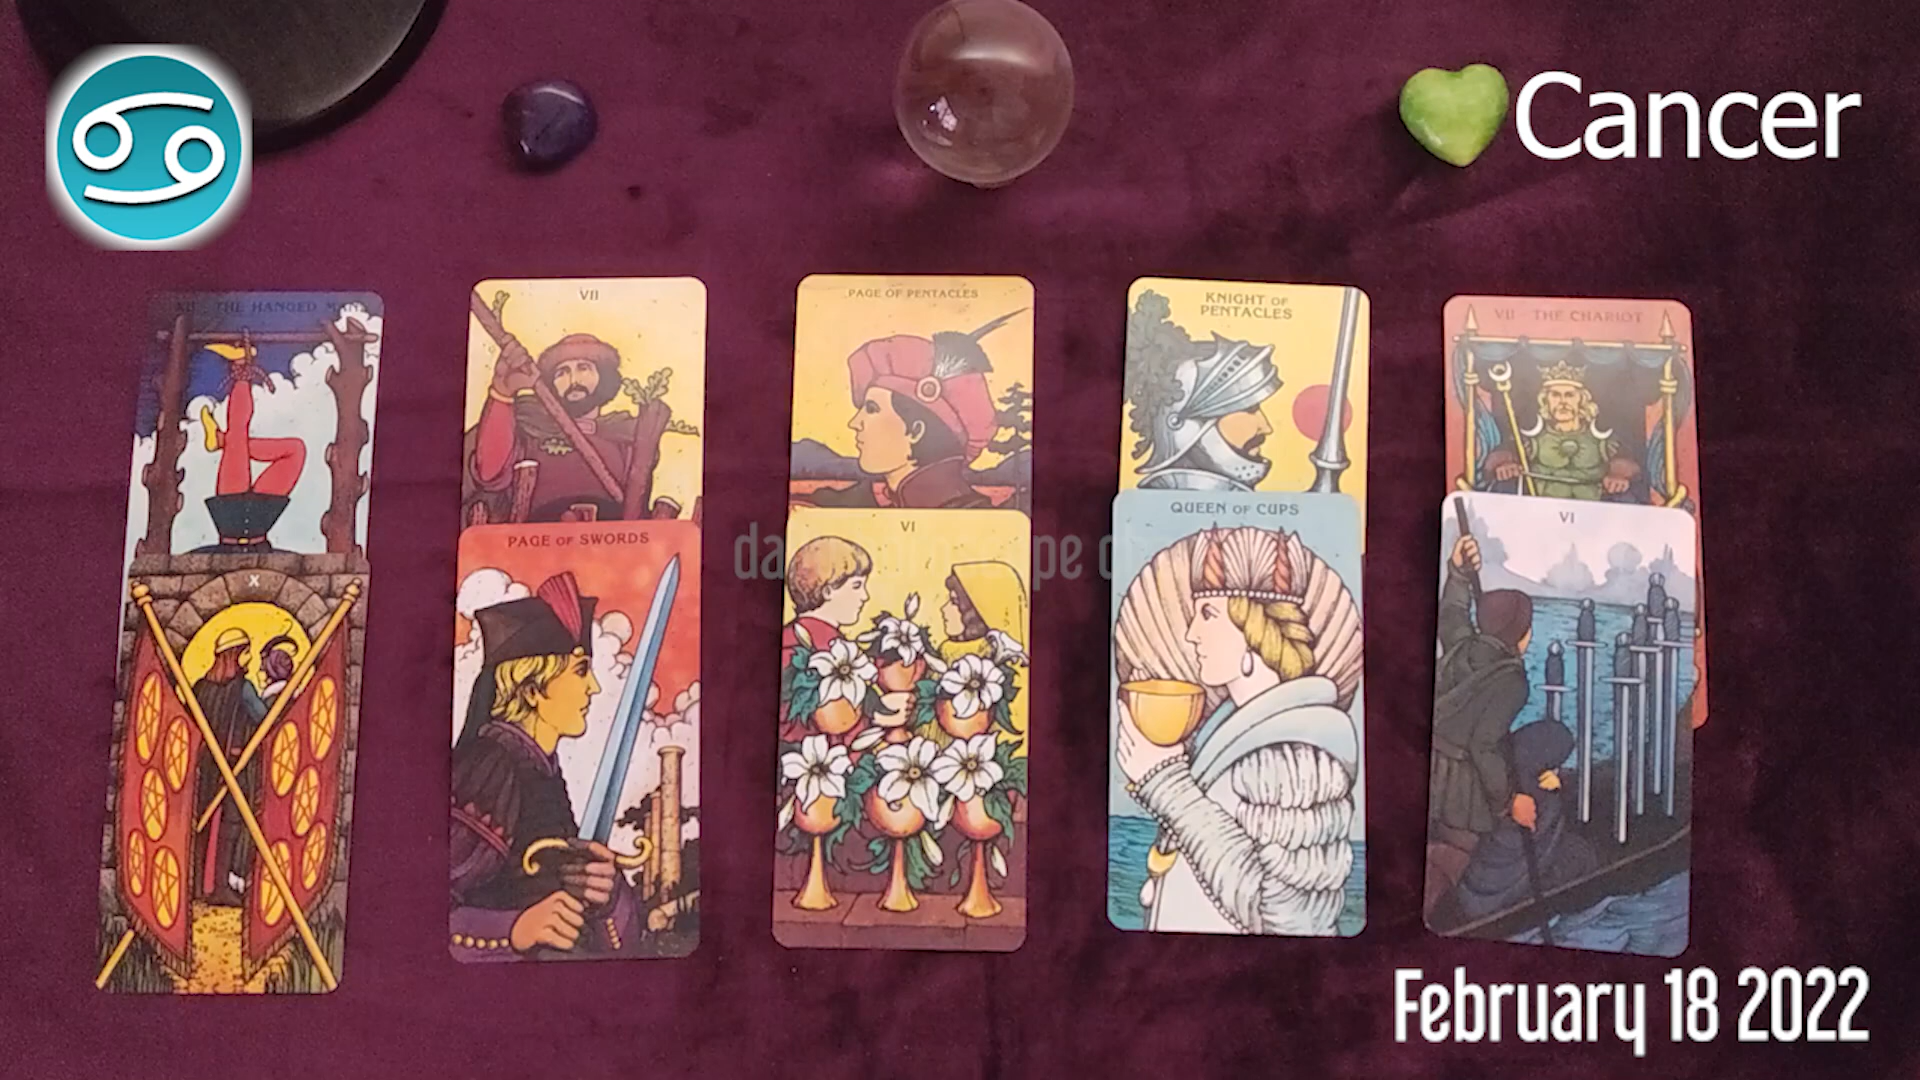 Cancer
XII - THE HANGED MAN
VII
PAGE OF PENTACLES
KNIGHT OF
PENTACLES
VII - THE CHARIOT
X
PAGE OF SWORDS
VI
QUEEN OF CUPS
VI
February 18 2022